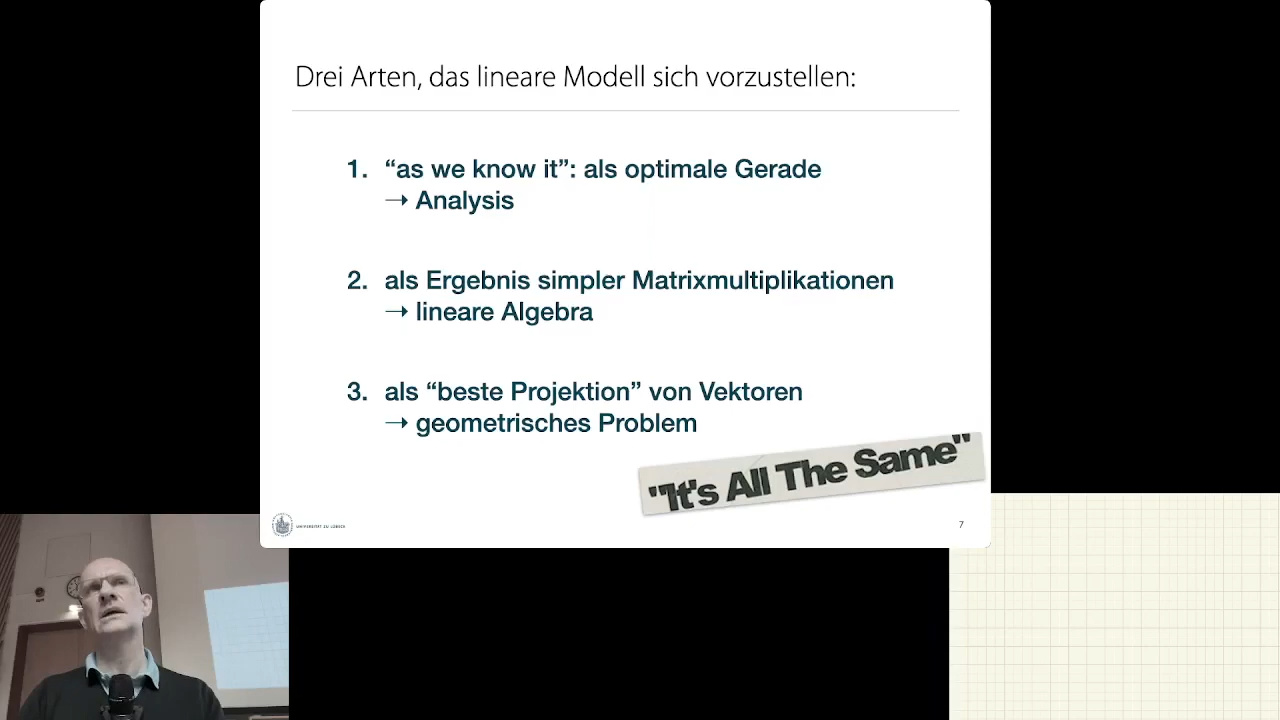 Drei Arten, das lineare Modell sich vorzustellen:
1. “as we know it”: als optimale Gerade
→ Analysis
2. als Ergebnis simpler Matrixmultiplikationen
→ lineare Algebra
3. als “beste Projektion” von Vektoren
→ geometrisches Problem
"It's All The Same"
UNIVERSITÄT ZU LÜBECK
7